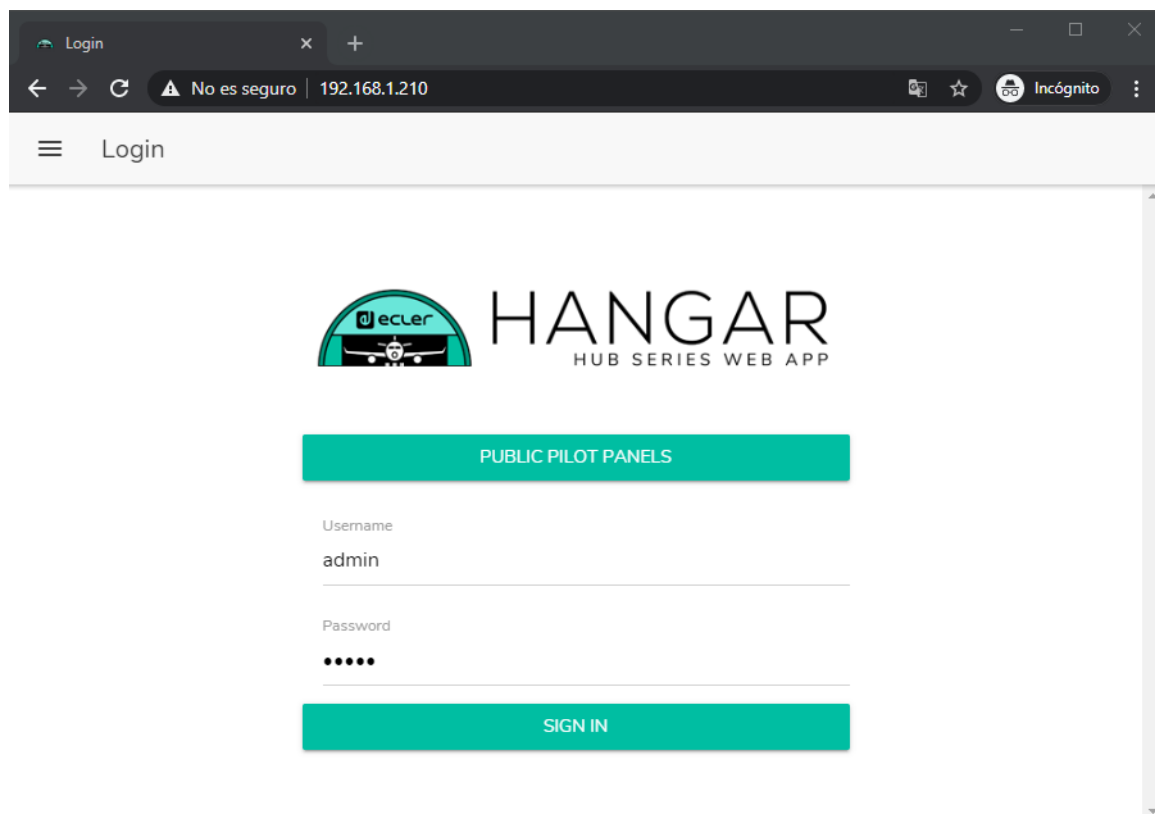 Login
No es seguro
192.168.1.210
Incógnito
Login
ecler
HANGAR
HUB SERIES WEB APP
PUBLIC PILOT PANELS
Username
admin
Password
•••••
SIGN IN